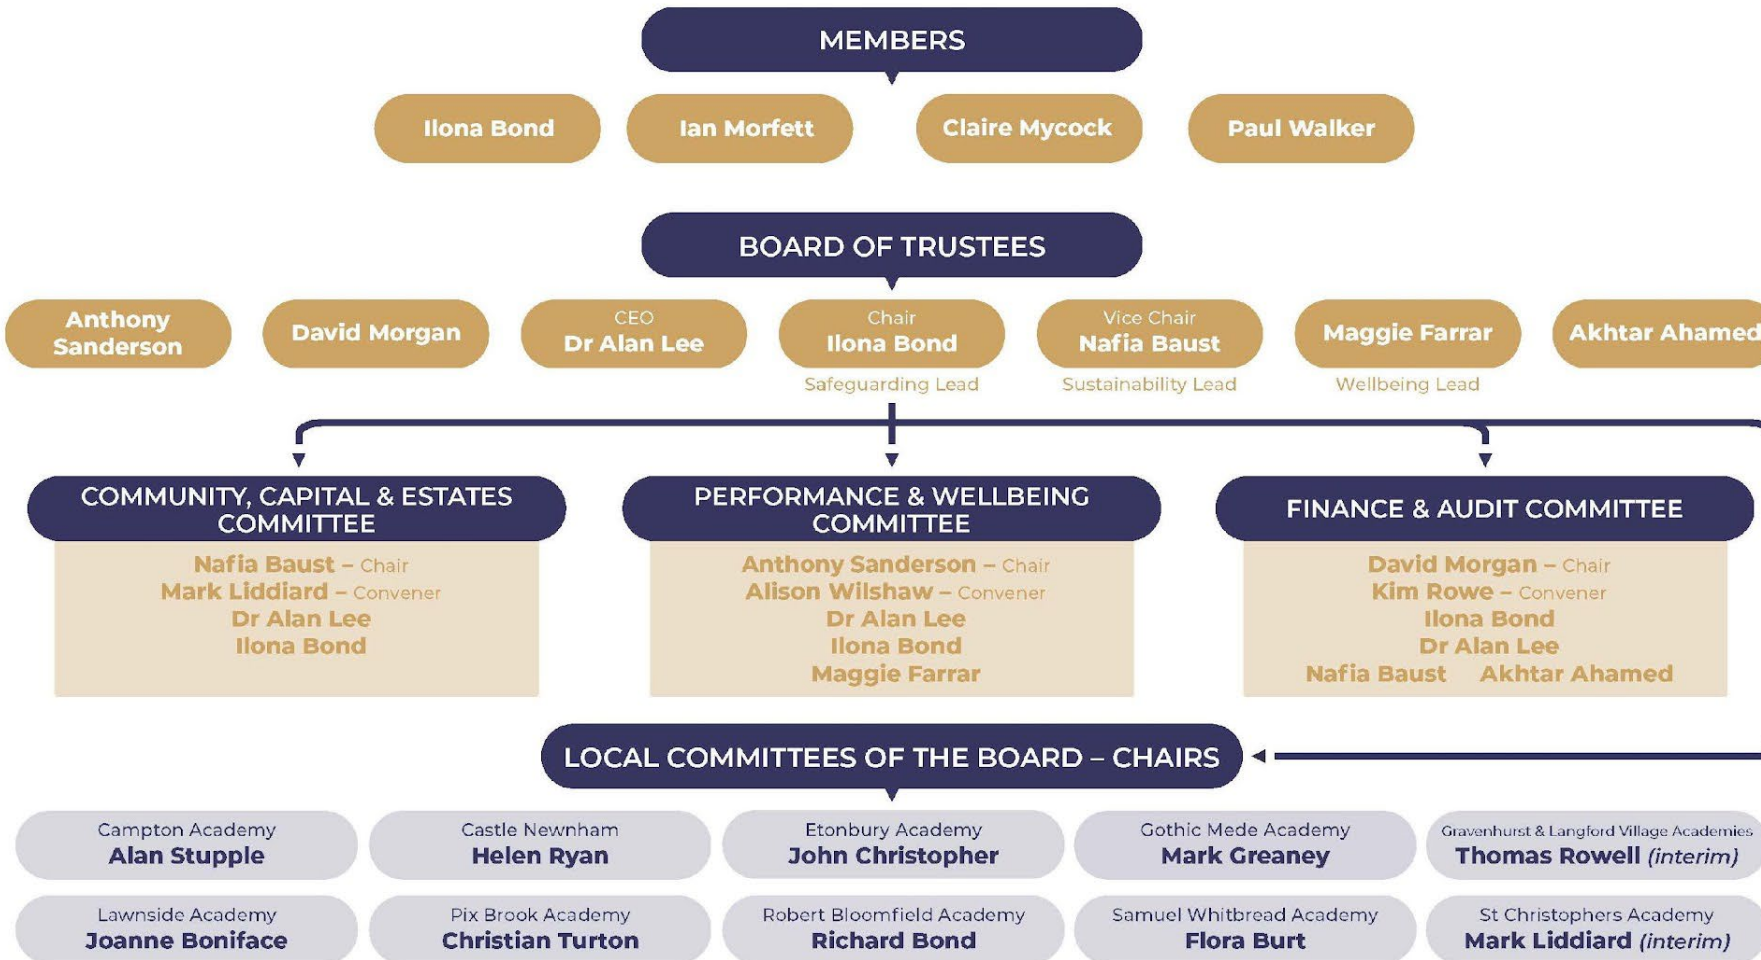 MEMBERS
Ilona Bond
Ian Morfett
Claire Mycock
Paul Walker
BOARD OF TRUSTEES
Anthony
Sanderson
David Morgan
CEO
Dr Alan Lee
Chair
Ilona Bond
Safeguarding Lead
Vice Chair
Nafia Baust
Sustainability Lead
Maggie Farrar
Wellbeing Lead
Akhtar Ahamed
COMMUNITY, CAPITAL & ESTATES
COMMITTEE
Nafia Baust – Chair
Mark Liddiard – Convener
Dr Alan Lee
Ilona Bond
PERFORMANCE & WELLBEING
COMMITTEE
Anthony Sanderson – Chair
Alison Wilshaw – Convener
Dr Alan Lee
Ilona Bond
Maggie Farrar
FINANCE & AUDIT COMMITTEE
David Morgan – Chair
Kim Rowe – Convener
Ilona Bond
Dr Alan Lee
Nafia Baust Akhtar Ahamed
LOCAL COMMITTEES OF THE BOARD – CHAIRS
Campton Academy
Alan Stupple
Castle Newnham
Helen Ryan
Etonbury Academy
John Christopher
Gothic Mede Academy
Mark Greaney
Gravenhurst & Langford Village Academies
Thomas Rowell (interim)
Lawnside Academy
Joanne Boniface
Pix Brook Academy
Christian Turton
Robert Bloomfield Academy
Richard Bond
Samuel Whitbread Academy
Flora Burt
St Christophers Academy
Mark Liddiard (interim)